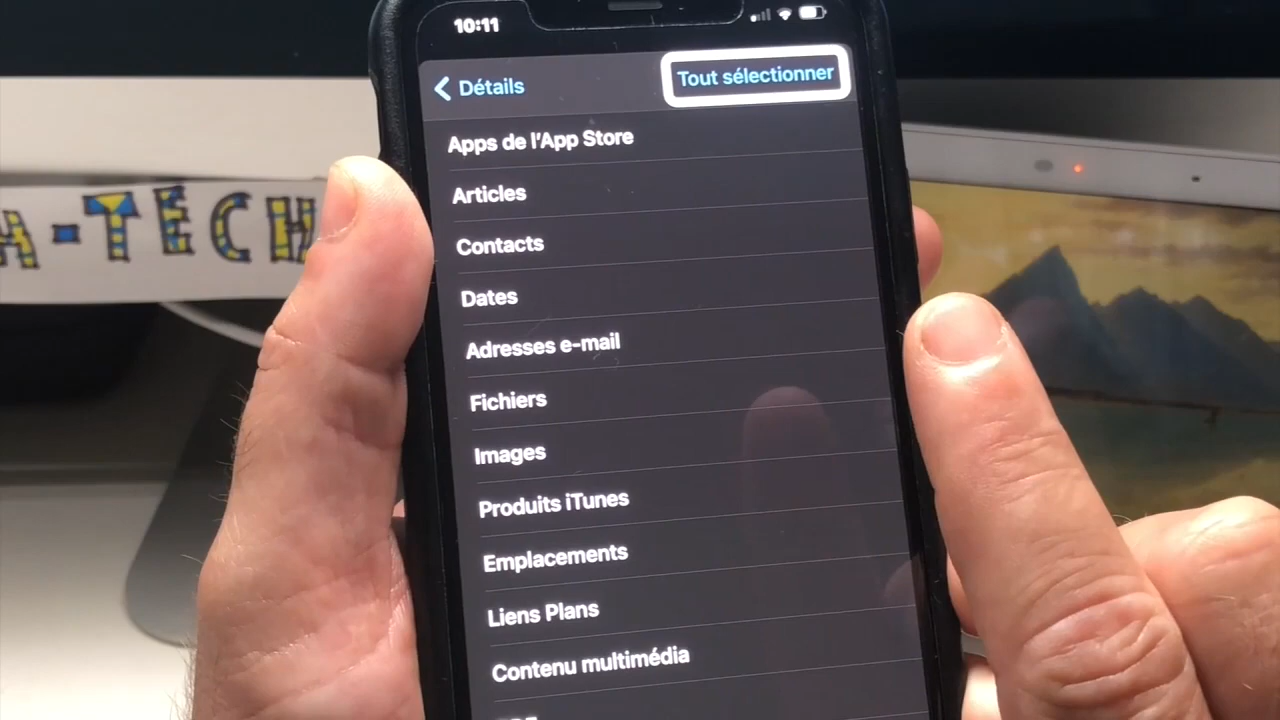 10:11
Détails
Tout sélectionner
Apps de l'App Store
Articles
Contacts
Dates
Adresses e-mail
Fichiers
Images
Produits iTunes
Emplacements
Liens Plans
Contenu multimédia
A-TECH